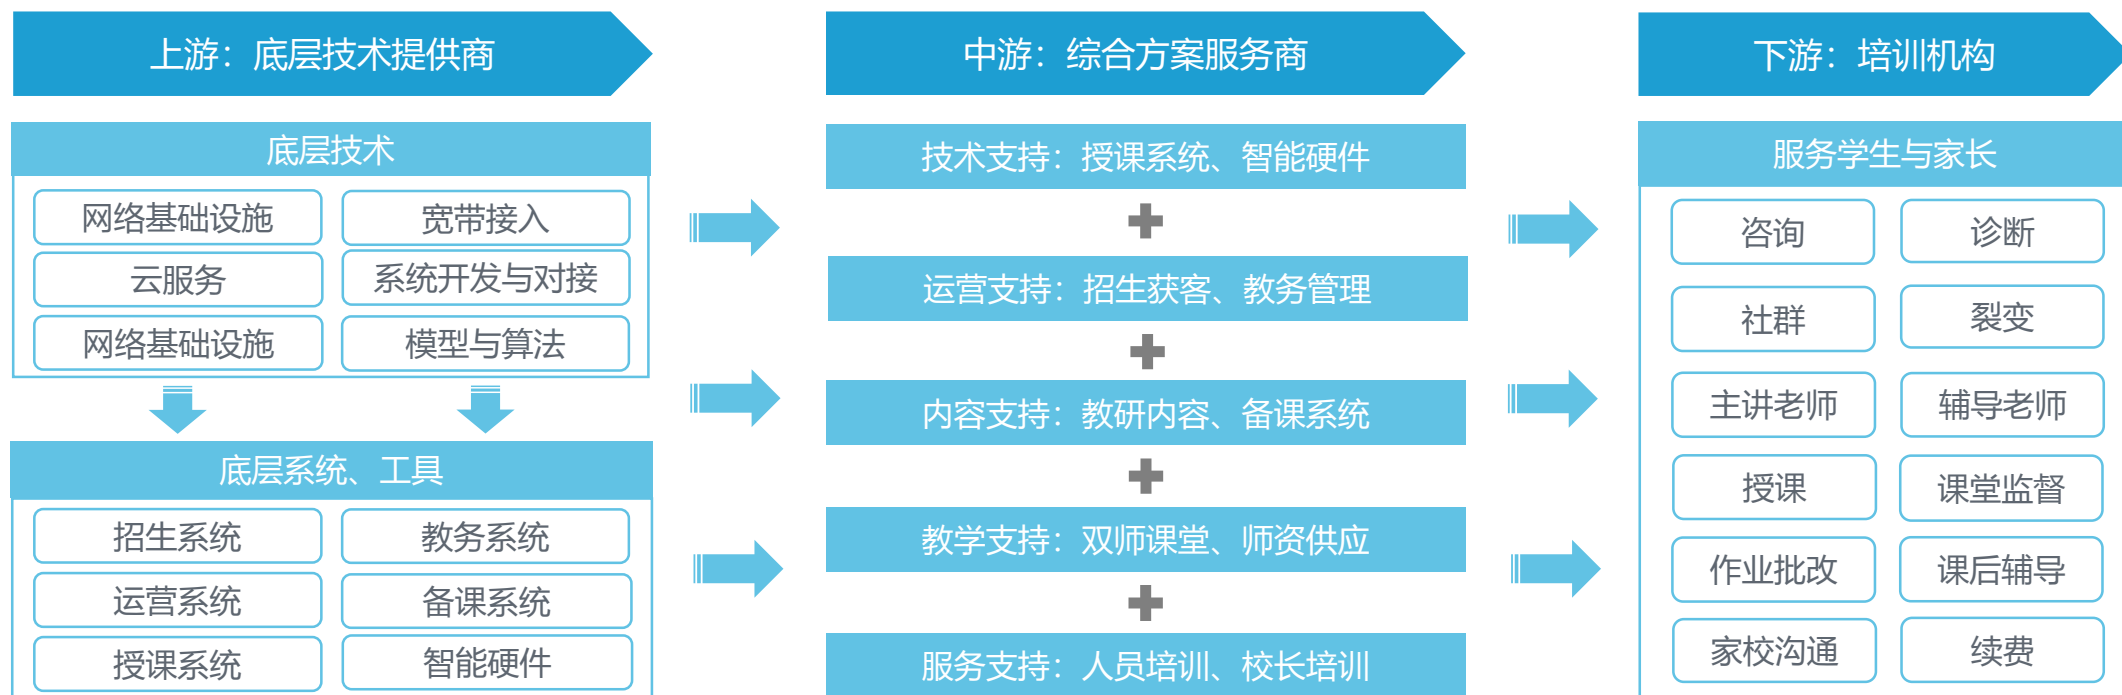 上游：底层技术提供商
底层技术
网络基础设施
宽带接入
云服务
系统开发与对接
网络基础设施
模型与算法
底层系统、工具
招生系统
教务系统
运营系统
备课系统
授课系统
智能硬件
中游：综合方案服务商
技术支持：授课系统、智能硬件
运营支持：招生获客、教务管理
内容支持：教研内容、备课系统
教学支持：双师课堂、师资供应
服务支持：人员培训、校长培训
下游：培训机构
服务学生与家长
咨询
诊断
社群
裂变
主讲老师
辅导老师
授课
课堂监督
作业批改
课后辅导
家校沟通
续费